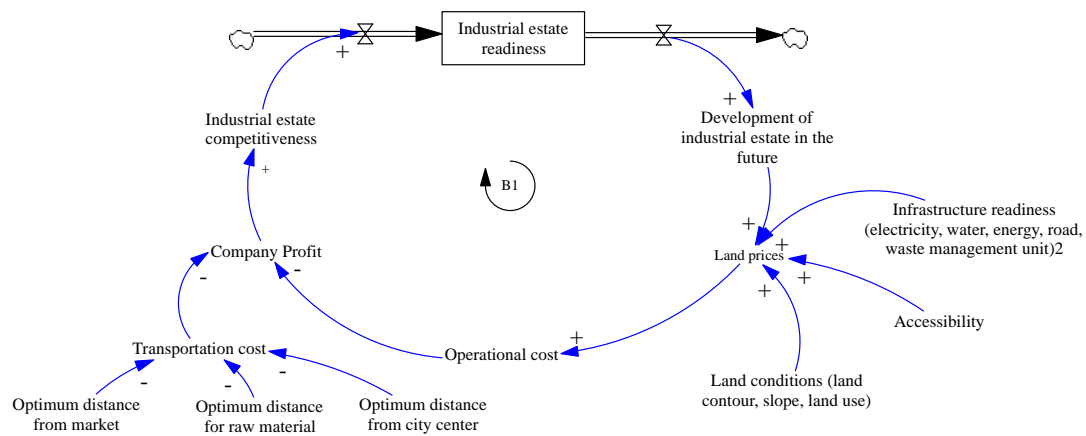 Industrial estate
readiness
+
+
Industrial estate
competitiveness
Development of
industrial estate in the
future
+
B1
Infrastructure readiness
(electricity, water, energy, road,
waste management unit)2
+
+
Company Profit
Land prices
-
-
+
+
Accessibility
+
Transportation cost
Operational cost
-
-
-
Land conditions (land
contour, slope, land use)
Optimum distance
from market
Optimum distance
for raw material
Optimum distance
from city center